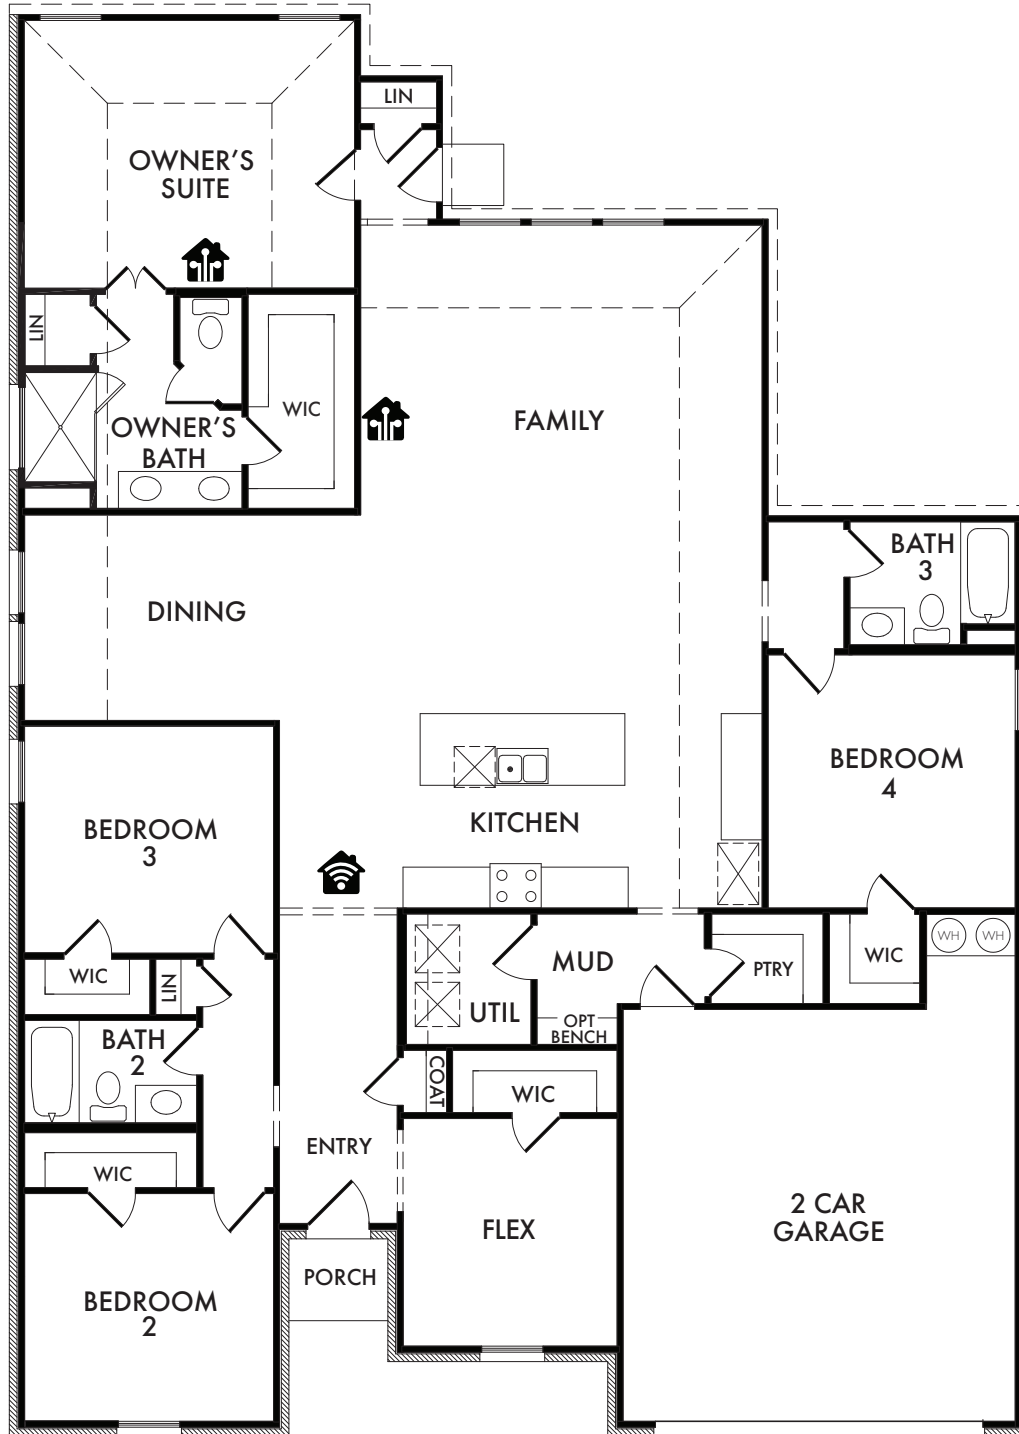 LIN
OWNER'S
SUITE
LIN
WIC
OWNER'S
BATH
FAMILY
BATH
3
DINING
BEDROOM
4
KITCHEN
BEDROOM
3
WH
WH
WIC
MUD
PTRY
WIC
LIN
UTIL
OPT
BENCH
BATH
2
COAT
WIC
ENTRY
WIC
2 CAR
GARAGE
FLEX
PORCH
BEDROOM
2